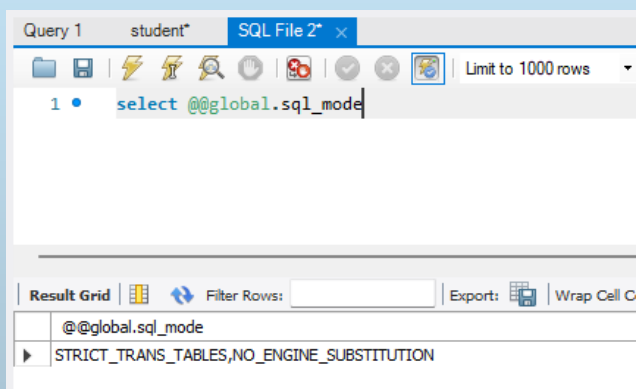 Query 1 student* SQL File 2* ×
Limit to 1000 rows
1 select @@global.sql_mode
Result Grid Filter Rows: Export: Wrap Cell C
@@global.sql_mode
STRICT_TRANS_TABLES,NO_ENGINE_SUBSTITUTION